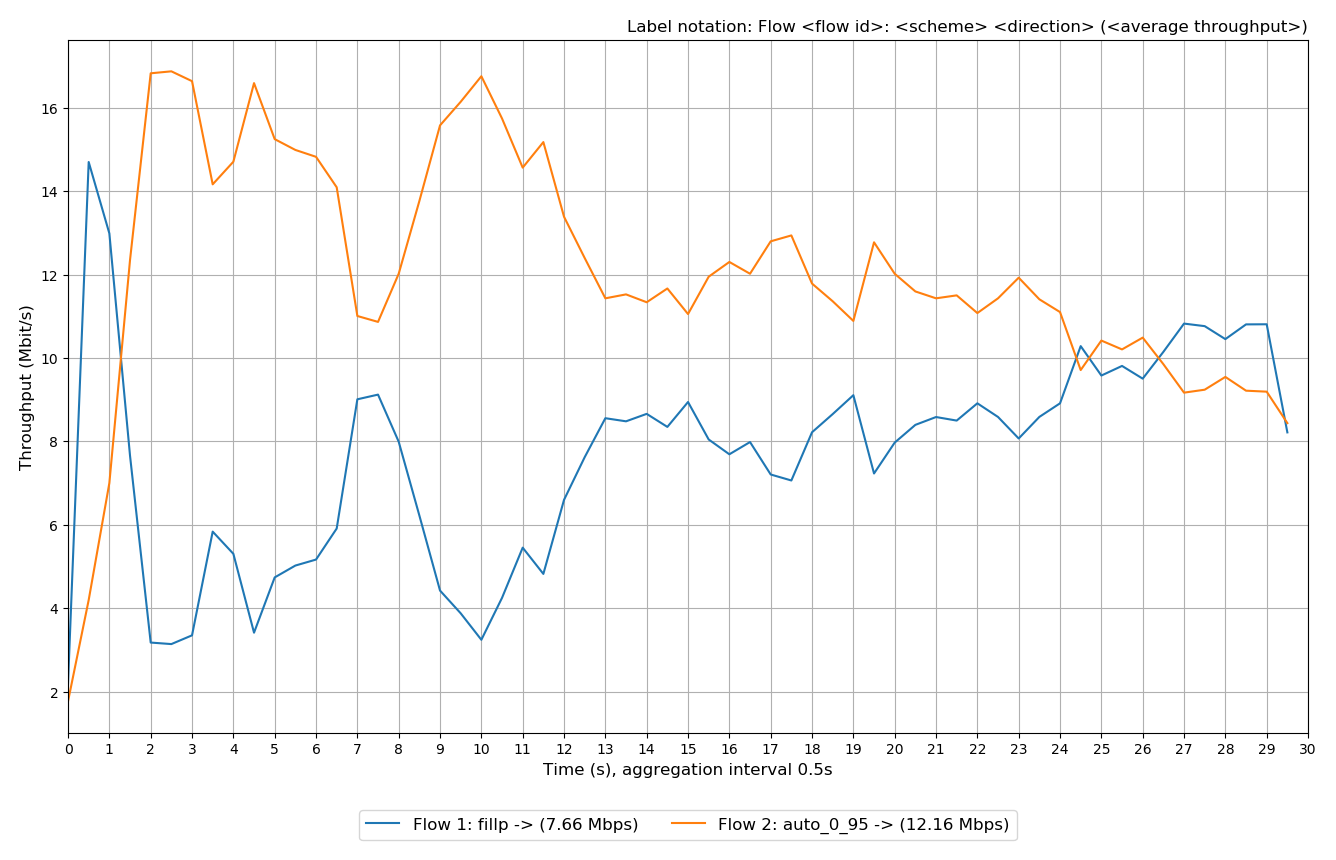 Label notation: Flow <flow id>: <scheme> <direction> (<average throughput>)
Throughput (Mbit/s)
16
14
12
10
8
6
4
2
0 1 2 3 4 5 6 7 8 9 10 11 12 13 14 15 16 17 18 19 20 21 22 23 24 25 26 27 28 29 30
Time (s), aggregation interval 0.5s
Flow 1: fillp -> (7.66 Mbps) Flow 2: auto_0_95 -> (12.16 Mbps)